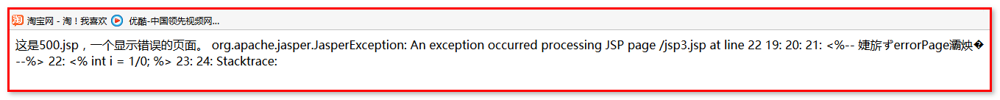 淘宝网 - 淘！我喜欢 优酷-中国领先视频网...
这是500.jsp，一个显示错误的页面。 org.apache.jasper.JasperException: An exception occurred processing JSP page /jsp3.jsp at line 22 19: 20: 21: <%-- 婕旂ずerrorPage灞炴�
--%> 22: <% int i = 1/0; %> 23: 24: Stacktrace: